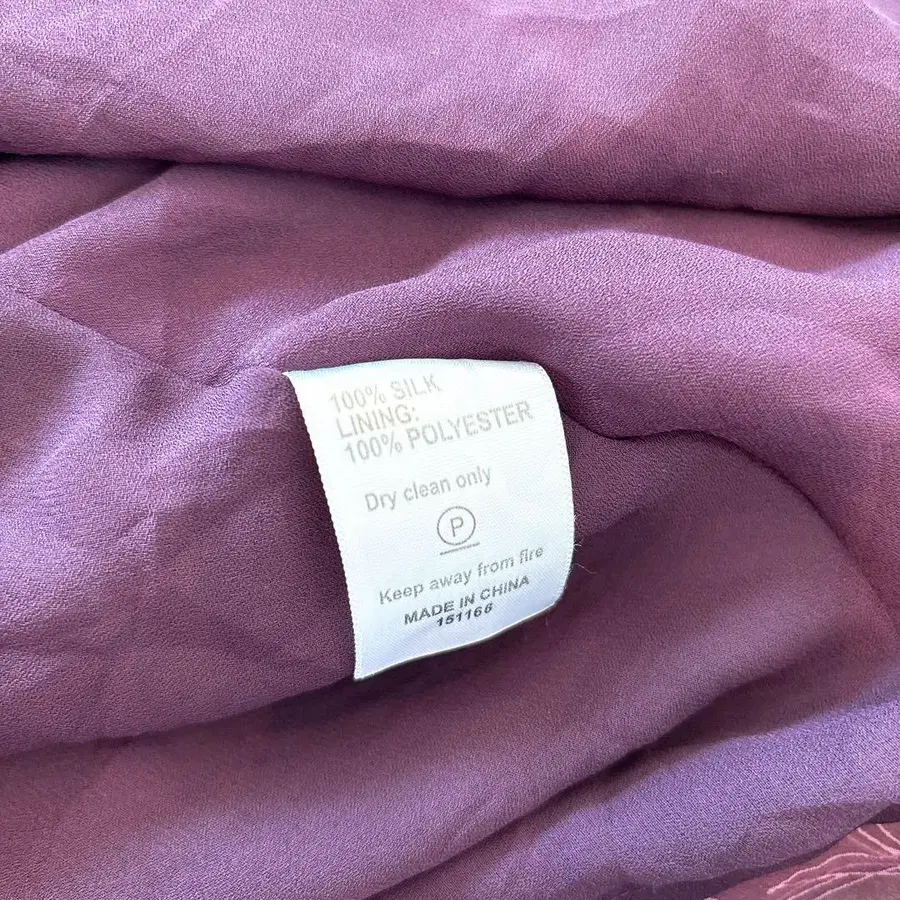 100% SILK
LINING:
100% POLYESTER
Dry clean only
P
Keep away from fire
MADE IN CHINA
151166